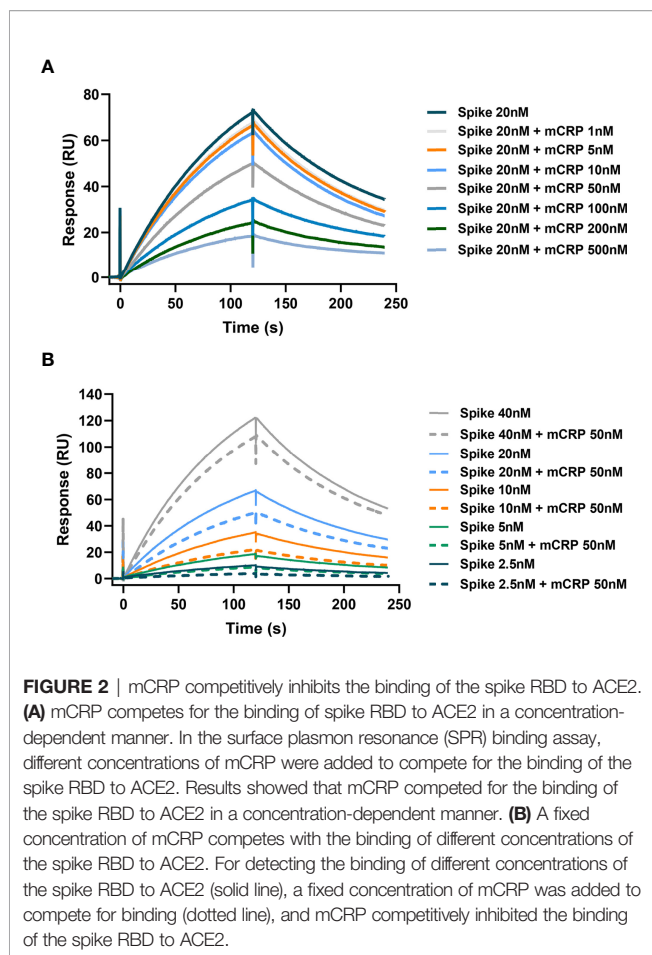 A
80
60
40
20
0
Response (RU)
0 50 100 150 200 250
Time (s)
Spike 20nM
Spike 20nM + mCRP 1nM
Spike 20nM + mCRP 5nM
Spike 20nM + mCRP 10nM
Spike 20nM + mCRP 50nM
Spike 20nM + mCRP 100nM
Spike 20nM + mCRP 200nM
Spike 20nM + mCRP 500nM
B
140
120
100
80
60
40
20
0
Response (RU)
0 50 100 150 200 250
Time (s)
Spike 40nM
Spike 40nM + mCRP 50nM
Spike 20nM
Spike 20nM + mCRP 50nM
Spike 10nM
Spike 10nM + mCRP 50nM
Spike 5nM
Spike 5nM + mCRP 50nM
Spike 2.5nM
Spike 2.5nM + mCRP 50nM
FIGURE 2 | mCRP competitively inhibits the binding of the spike RBD to ACE2.
(A) mCRP competes for the binding of spike RBD to ACE2 in a concentration-
dependent manner. In the surface plasmon resonance (SPR) binding assay,
different concentrations of mCRP were added to compete for the binding of the
spike RBD to ACE2. Results showed that mCRP competed for the binding of
the spike RBD to ACE2 in a concentration-dependent manner. (B) A fixed
concentration of mCRP competes with the binding of different concentrations of
the spike RBD to ACE2. For detecting the binding of different concentrations of
the spike RBD to ACE2 (solid line), a fixed concentration of mCRP was added to
compete for binding (dotted line), and mCRP competitively inhibited the binding
of the spike RBD to ACE2.